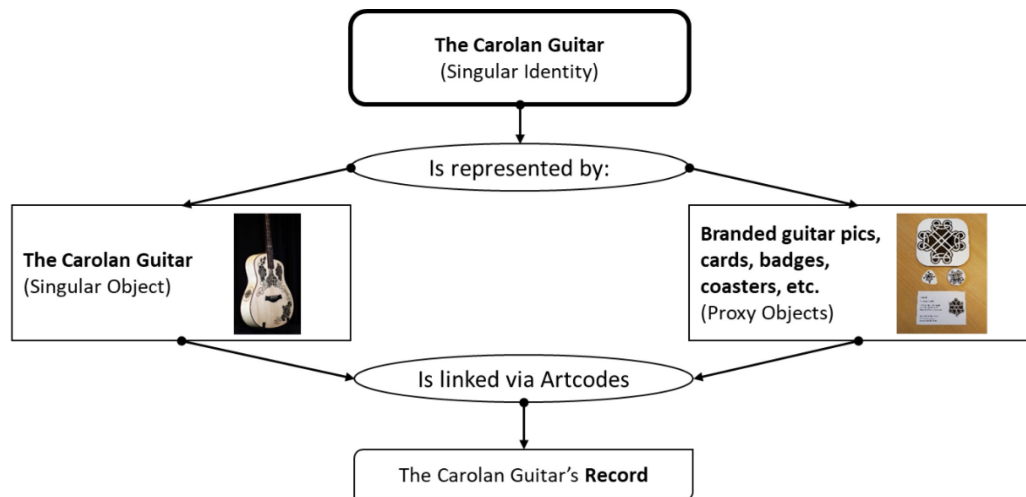 The Carolan Guitar
(Singular Identity)
Is represented by:
The Carolan Guitar
(Singular Object)
Branded guitar pics,
cards, badges,
coasters, etc.
(Proxy Objects)
Is linked via Artcodes
The Carolan Guitar's Record